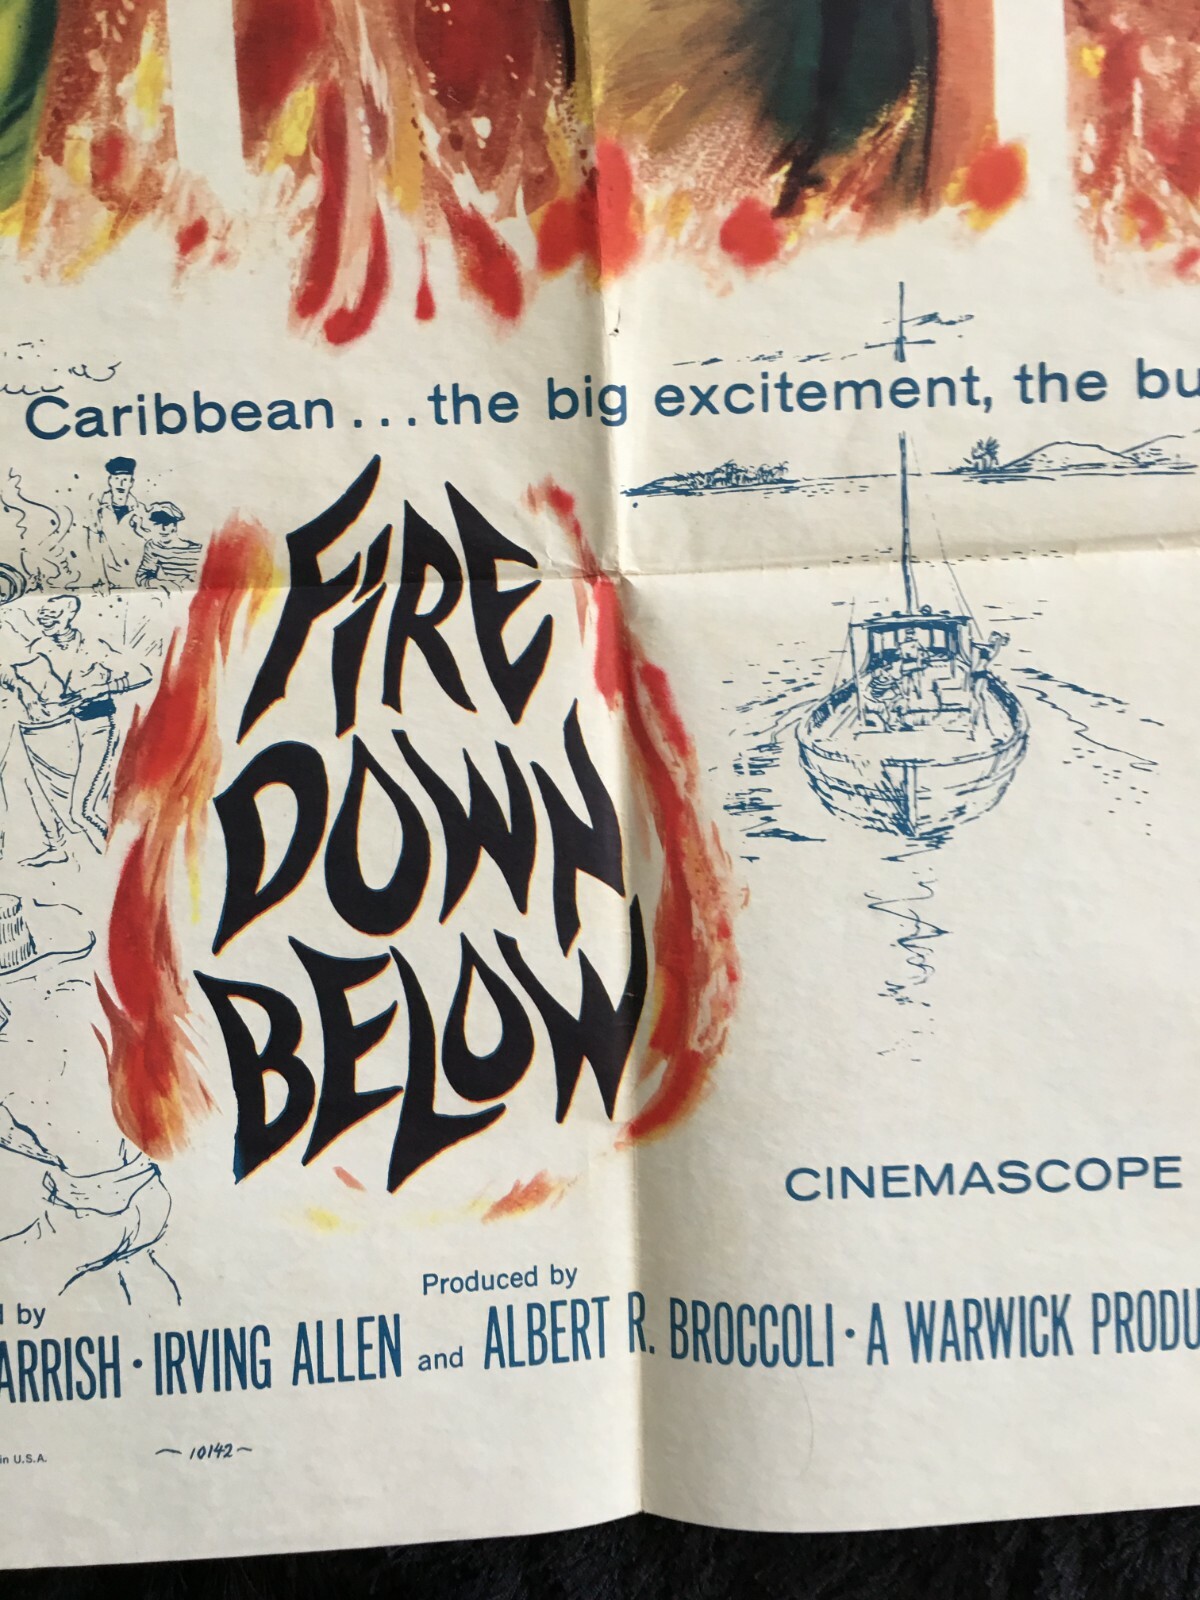 Caribbean...the big excitement, the bu
FIRE
DOWN
BELOW
CINEMASCOPE
Produced by
d by
ARRISH · IRVING ALLEN and ALBERT R. BROCCOLI · A WARWICK PRODU
in U.S.A.
~10142~